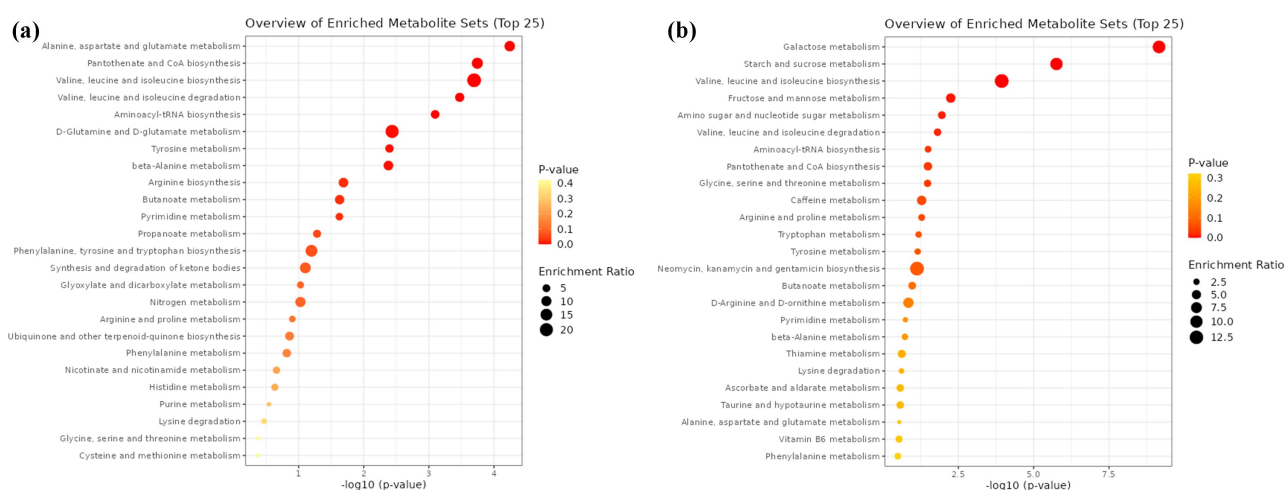 (a)
Overview of Enriched Metabolite Sets (Top 25)
Alanine, aspartate and glutamate metabolism
Pantothenate and CoA biosynthesis
Valine, leucine and isoleucine biosynthesis
Valine, leucine and isoleucine degradation
Aminoacyl-tRNA biosynthesis
D-Glutamine and D-glutamate metabolism
Tyrosine metabolism
beta-Alanine metabolism
Arginine biosynthesis
Butanoate metabolism
Pyrimidine metabolism
Propanoate metabolism
Phenylalanine, tyrosine and tryptophan biosynthesis
Synthesis and degradation of ketone bodies
Glyoxylate and dicarboxylate metabolism
Nitrogen metabolism
Arginine and proline metabolism
Ubiquinone and other terpenoid-quinone biosynthesis
Phenylalanine metabolism
Nicotinate and nicotinamide metabolism
Histidine metabolism
Purine metabolism
Lysine degradation
Glycine, serine and threonine metabolism
Cysteine and methionine metabolism
1 2 3 4
-log10 (p-value)
P-value
0.4
0.3
0.2
0.1
0.0
Enrichment Ratio
5
10
15
20
(b)
Overview of Enriched Metabolite Sets (Top 25)
Galactose metabolism
Starch and sucrose metabolism
Valine, leucine and isoleucine biosynthesis
Fructose and mannose metabolism
Amino sugar and nucleotide sugar metabolism
Valine, leucine and isoleucine degradation
Aminoacyl-tRNA biosynthesis
Pantothenate and CoA biosynthesis
Glycine, serine and threonine metabolism
Caffeine metabolism
Arginine and proline metabolism
Tryptophan metabolism
Tyrosine metabolism
Neomycin, kanamycin and gentamicin biosynthesis
Butanoate metabolism
D-Arginine and D-ornithine metabolism
Pyrimidine metabolism
beta-Alanine metabolism
Thiamine metabolism
Lysine degradation
Ascorbate and aldarate metabolism
Taurine and hypotaurine metabolism
Alanine, aspartate and glutamate metabolism
Vitamin B6 metabolism
Phenylalanine metabolism
2.5 5.0 7.5
-log10 (p-value)
P-value
0.3
0.2
0.1
0.0
Enrichment Ratio
2.5
5.0
7.5
10.0
12.5